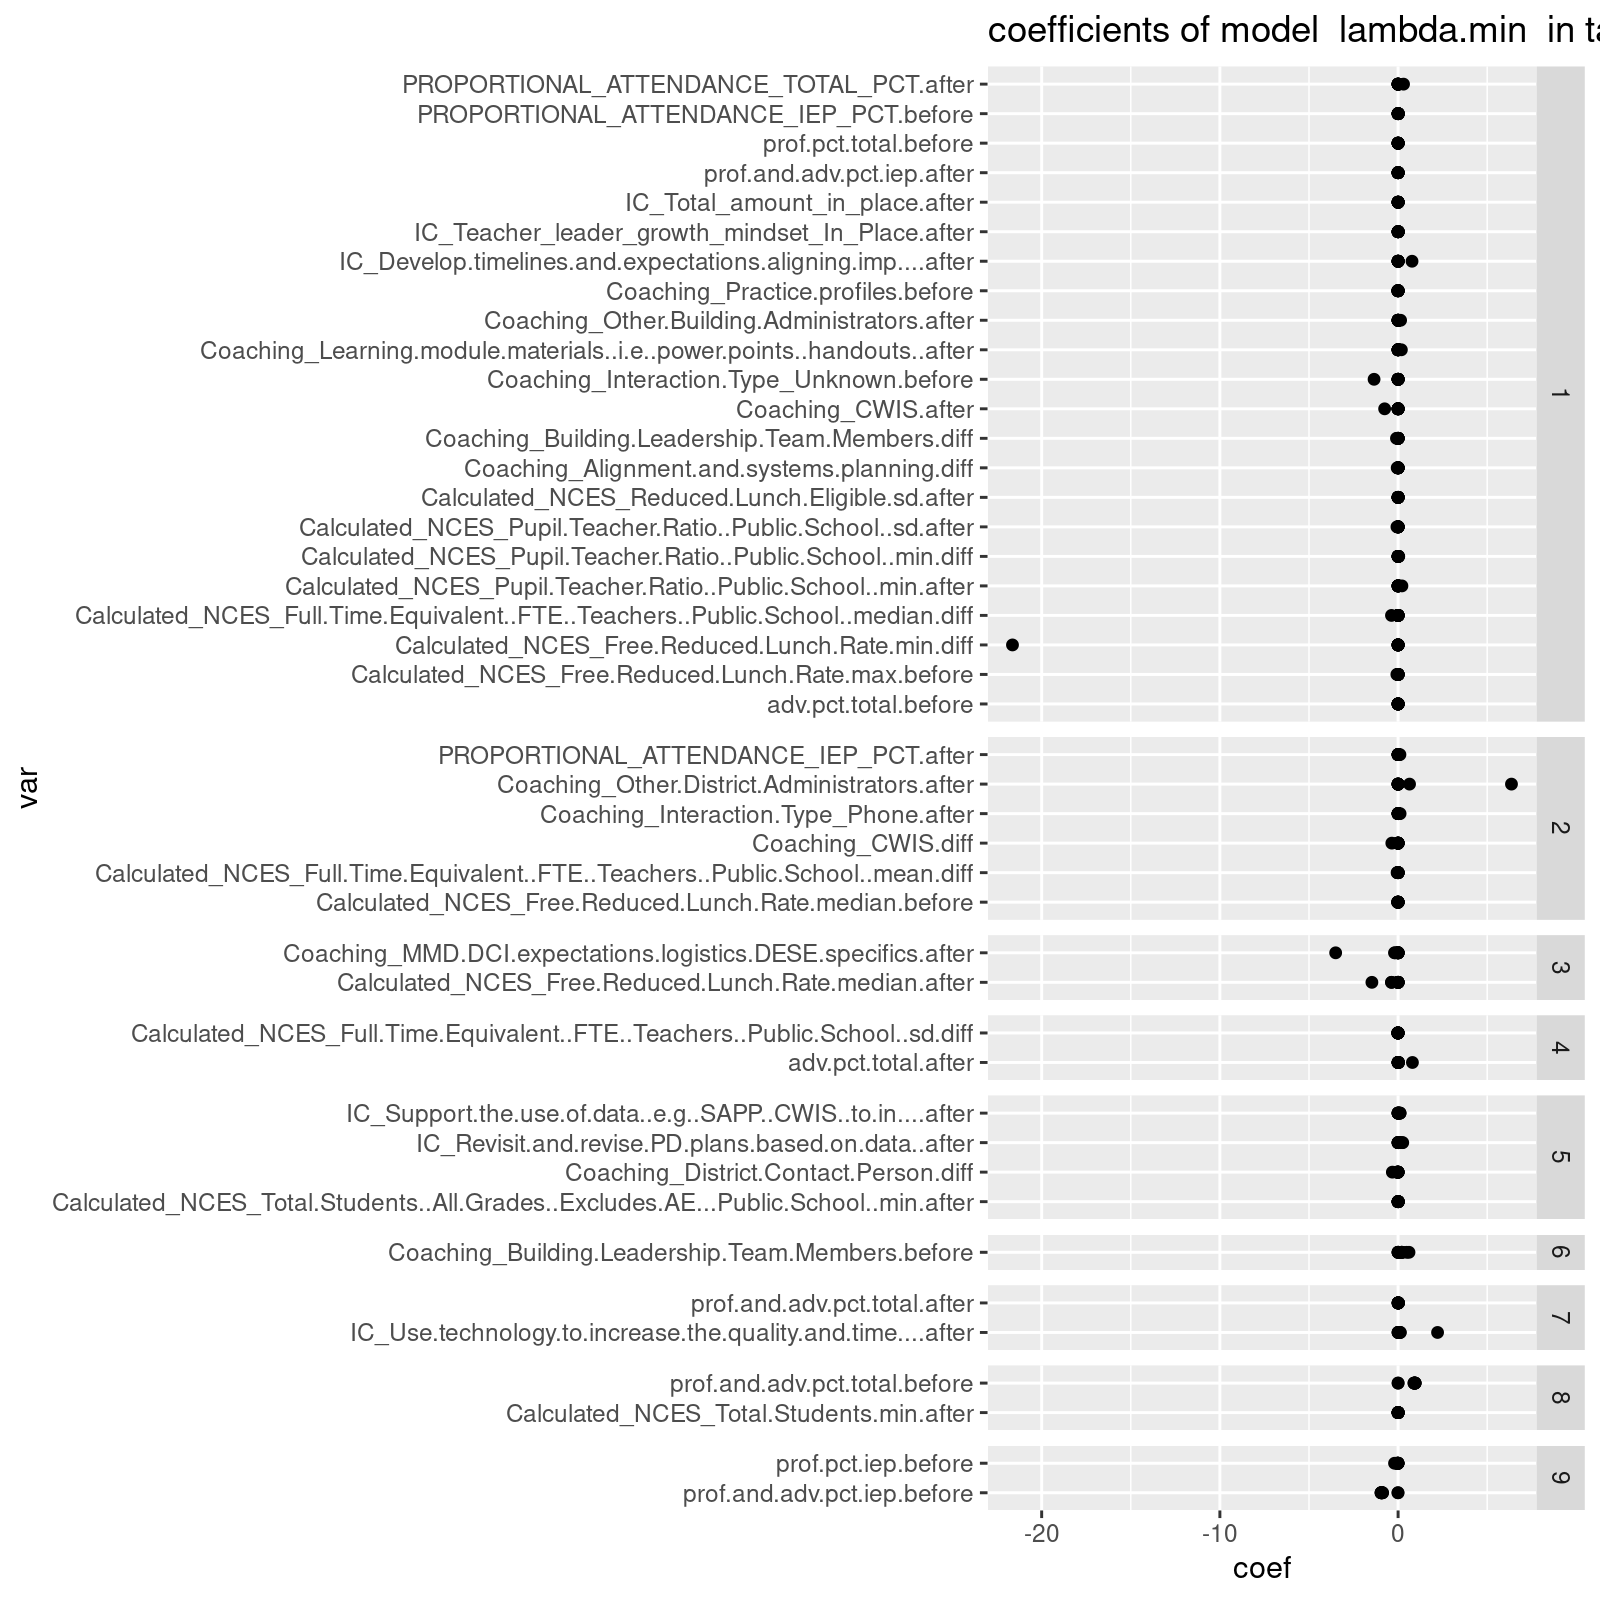 coefficients of model lambda.min in ta
PROPORTIONAL_ATTENDANCE_TOTAL_PCT.after
PROPORTIONAL_ATTENDANCE_IEP_PCT.before
prof.pct.total.before
prof.and.adv.pct.iep.after
IC_Total_amount_in_place.after
IC_Teacher_leader_growth_mindset_In_Place.after
IC_Develop.timelines.and.expectations.aligning.imp....after
Coaching_Practice.profiles.before
Coaching_Other.Building.Administrators.after
Coaching_Learning.module.materials..i.e..power.points..handouts..after
Coaching_Interaction.Type_Unknown.before
Coaching_CWIS.after
Coaching_Building.Leadership.Team.Members.diff
Coaching_Alignment.and.systems.planning.diff
Calculated_NCES_Reduced.Lunch.Eligible.sd.after
Calculated_NCES_Pupil.Teacher.Ratio..Public.School..sd.after
Calculated_NCES_Pupil.Teacher.Ratio..Public.School..min.diff
Calculated_NCES_Pupil.Teacher.Ratio..Public.School..min.after
Calculated_NCES_Full.Time.Equivalent..FTE..Teachers..Public.School..median.diff
Calculated_NCES_Free.Reduced.Lunch.Rate.min.diff
Calculated_NCES_Free.Reduced.Lunch.Rate.max.before
adv.pct.total.before
1
PROPORTIONAL_ATTENDANCE_IEP_PCT.after
Coaching_Other.District.Administrators.after
Coaching_Interaction.Type_Phone.after
Coaching_CWIS.diff
Calculated_NCES_Full.Time.Equivalent..FTE..Teachers..Public.School..mean.diff
Calculated_NCES_Free.Reduced.Lunch.Rate.median.before
2
Coaching_MMD.DCI.expectations.logistics.DESE.specifics.after
Calculated_NCES_Free.Reduced.Lunch.Rate.median.after
3
Calculated_NCES_Full.Time.Equivalent..FTE..Teachers..Public.School..sd.diff
adv.pct.total.after
4
IC_Support.the.use.of.data..e.g..SAPP..CWIS..to.in....after
IC_Revisit.and.revise.PD.plans.based.on.data..after
Coaching_District.Contact.Person.diff
Calculated_NCES_Total.Students..All.Grades..Excludes.AE...Public.School..min.after
5
Coaching_Building.Leadership.Team.Members.before
6
prof.and.adv.pct.total.after
IC_Use.technology.to.increase.the.quality.and.time....after
7
prof.and.adv.pct.total.before
Calculated_NCES_Total.Students.min.after
8
prof.pct.iep.before
prof.and.adv.pct.iep.before
9
var
-20 -10 0
coef